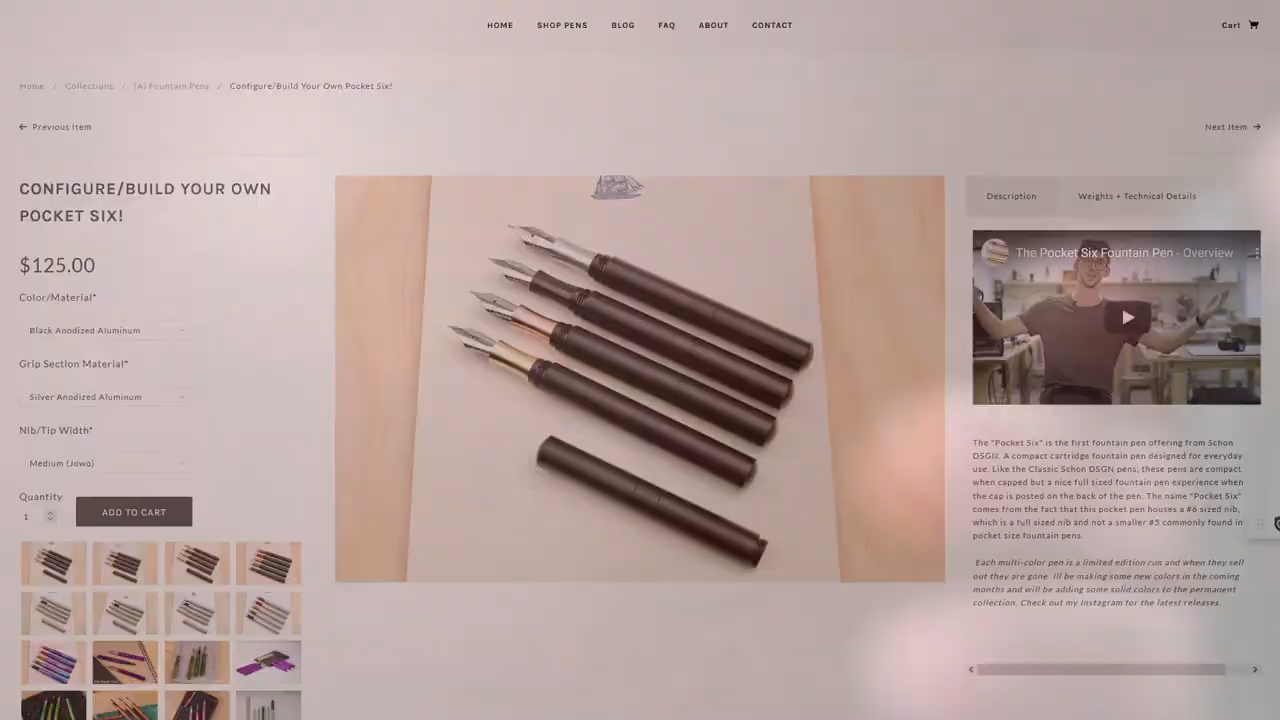 HOME
SHOP PENS
BLOG
FAQ
ABOUT
CONTACT
Cart
Home / Collections / (A) Fountain Pens / Configure/Build Your Own Pocket Six!
Previous Item
Next Item
CONFIGURE/BUILD YOUR OWN
POCKET SIX!
$125.00
Color/Material*
Black Anodized Aluminum
Grip Section Material*
Silver Anodized Aluminum
Nib/Tip Width*
Medium (Jowo)
Quantity
1
ADD TO CART
Description
Weights + Technical Details
The Pocket Six Fountain Pen - Overview
The "Pocket Six" is the first fountain pen offering from Schon
DSGN. A compact cartridge fountain pen designed for everyday
use. Like the Classic Schon DSGN pens, these pens are compact
when capped but a nice full sized fountain pen experience when
the cap is posted on the back of the pen. The name "Pocket Six"
comes from the fact that this pocket pen houses a #6 sized nib,
which is a full sized nib and not a smaller #5 commonly found in
pocket size fountain pens.
Each multi-color pen is a limited edition run and when they sell
out they are gone. Ill be making some new colors in the coming
months and will be adding some solid colors to the permanent
collection. Check out my Instagram for the latest releases.